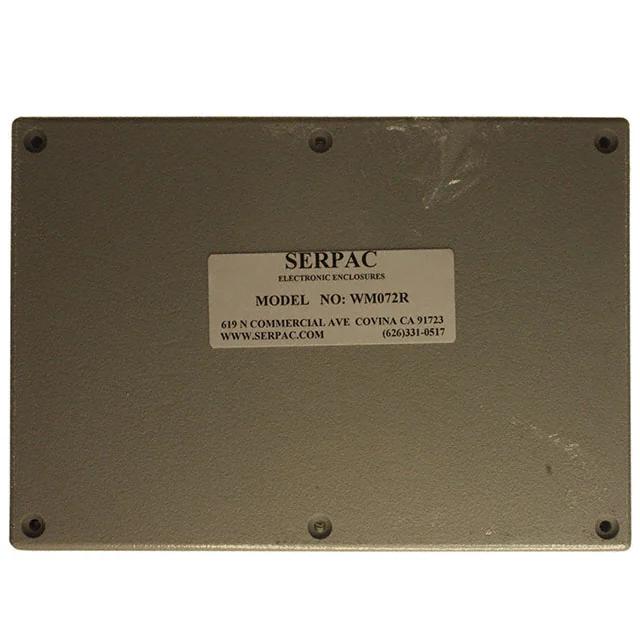 SERPAC
ELECTRONIC ENCLOSURES
MODEL NO: WM072R
619 N COMMERCIAL AVE COVINA CA 91723
WWW.SERPAC.COM (626)331-0517